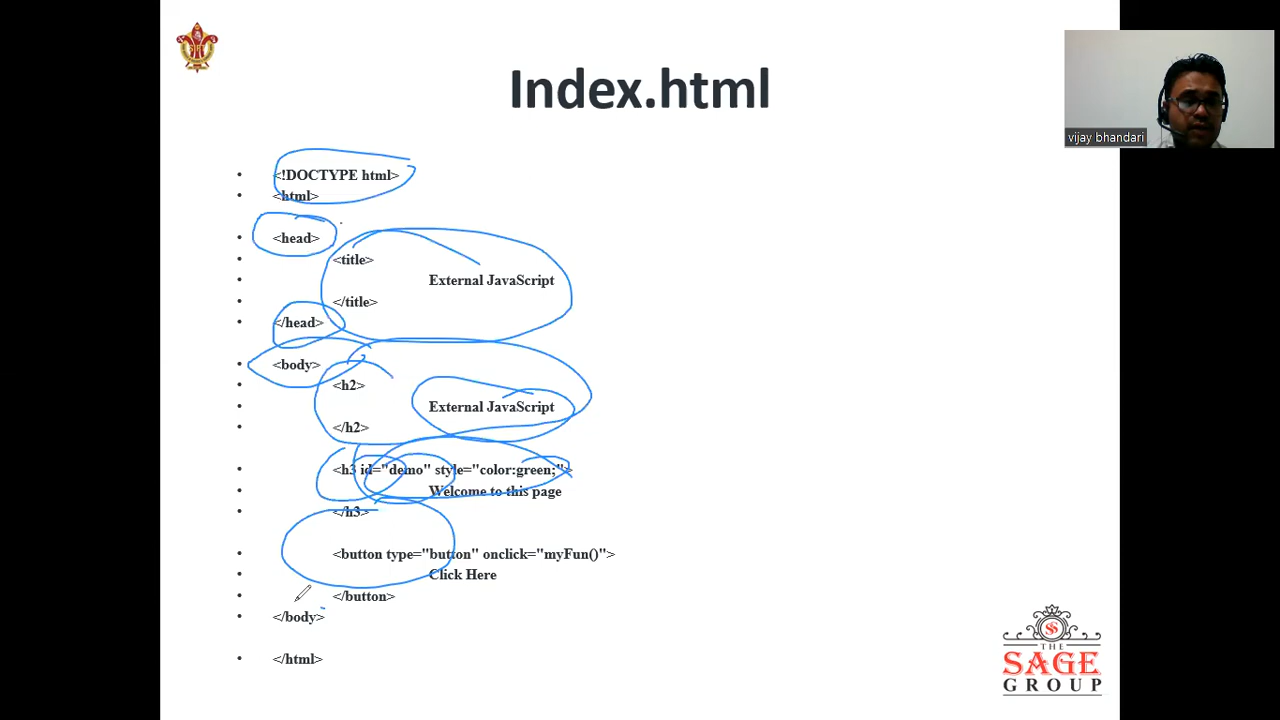 Index.html
vijay bhandari
<!DOCTYPE html>
<html>
<head>
<title>
External JavaScript
</title>
</head>
<body>
<h2>
External JavaScript
</h2>
<h3 id="demo" style="color:green;">
Welcome to this page
</h3>
<button type="button" onclick="myFun()">
Click Here
</button>
</body>
</html>
THE
SAGE
GROUP